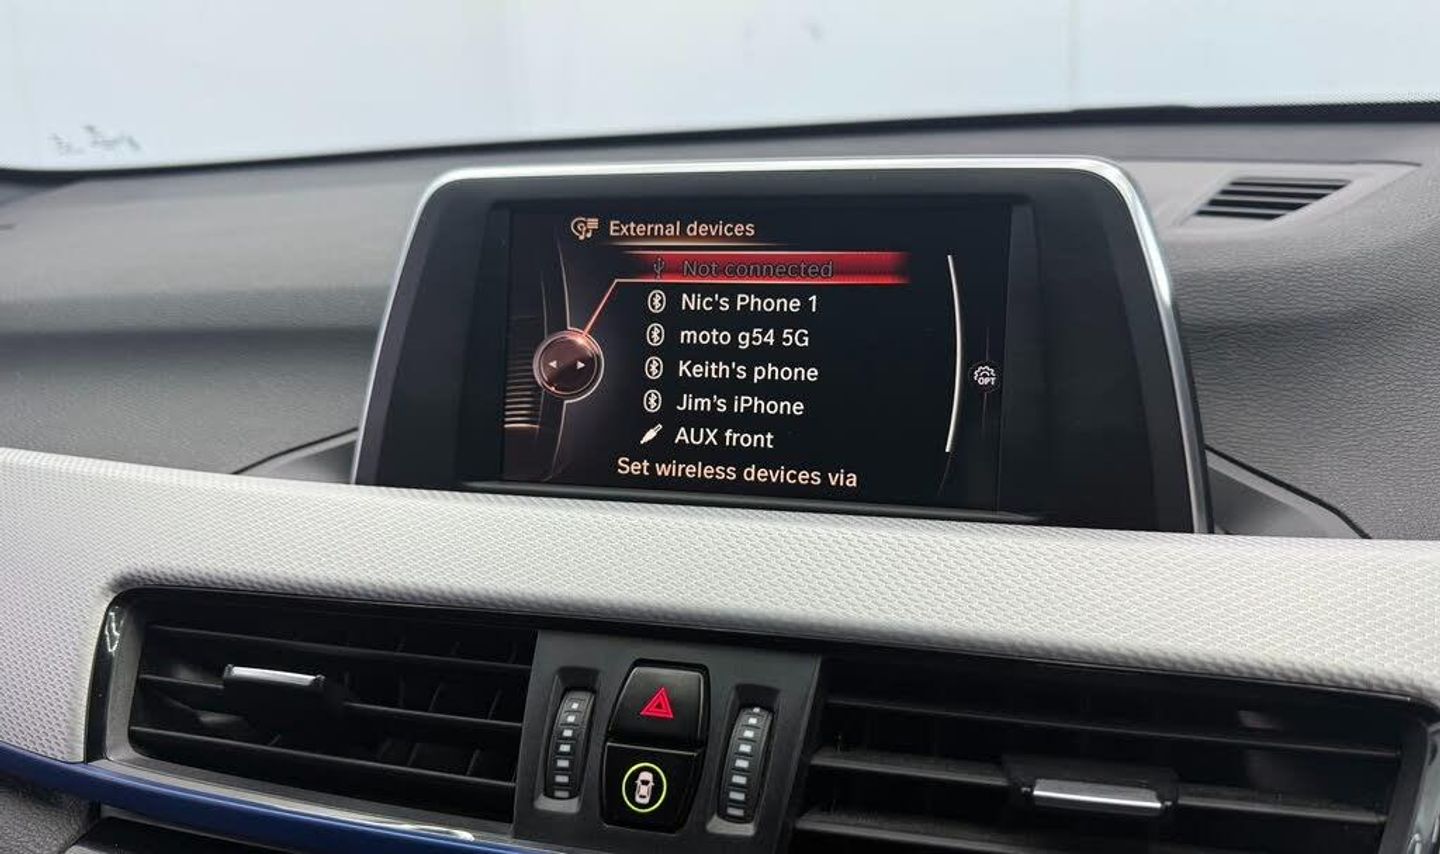 External devices
Not connected
Nic's Phone 1
moto g54 5G
Keith's phone
Jim's iPhone
AUX front
Set wireless devices via
OPT